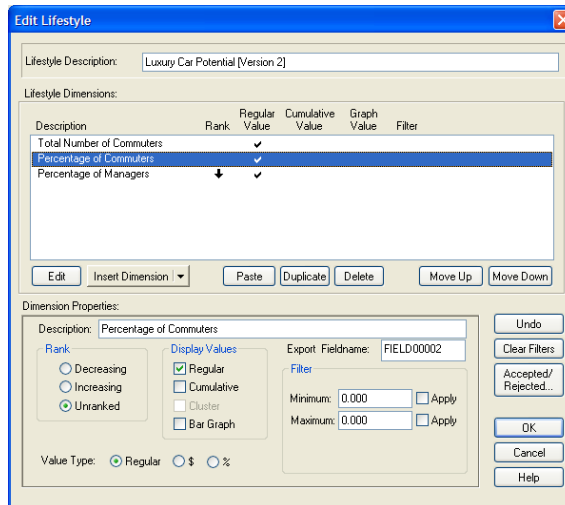 Edit Lifestyle
Lifestyle Description: Luxury Car Potential [Version 2]
Lifestyle Dimensions:
Regular Cumulative Graph
Description Rank Value Value Value Filter
Total Number of Commuters
Percentage of Commuters
Percentage of Managers
Edit Insert Dimension Paste Duplicate Delete Move Up Move Down
Dimension Properties:
Description: Percentage of Commuters
Undo
Rank Display Values Export Fieldname: FIELD00002
Clear Filters
Decreasing Regular Filter
Increasing Cumulative Minimum: 0.000 Apply
Accepted/
Rejected...
Unranked Cluster Maximum: 0.000 Apply
Bar Graph
OK
Cancel
Value Type: Regular $ %
Help